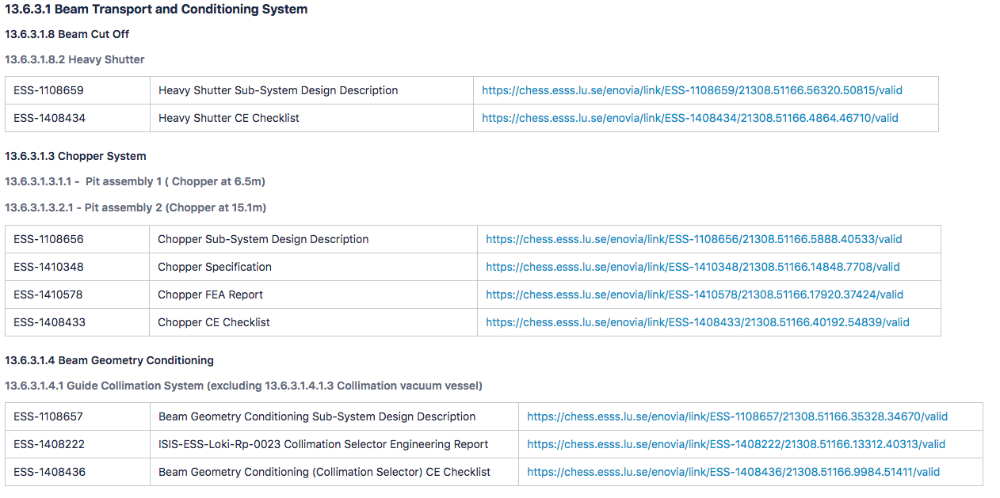 13.6.3.1 Beam Transport and Conditioning System
13.6.3.1.8 Beam Cut Off
13.6.3.1.8.2 Heavy Shutter
ESS-1108659 Heavy Shutter Sub-System Design Description https://chess.esss.lu.se/enovia/link/ESS-1108659/21308.51166.56320.50815/valid
ESS-1408434 Heavy Shutter CE Checklist https://chess.esss.lu.se/enovia/link/ESS-1408434/21308.51166.4864.46710/valid
13.6.3.1.3 Chopper System
13.6.3.1.3.1.1 - Pit assembly 1 ( Chopper at 6.5m)
13.6.3.1.3.2.1 - Pit assembly 2 (Chopper at 15.1m)
ESS-1108656 Chopper Sub-System Design Description https://chess.esss.lu.se/enovia/link/ESS-1108656/21308.51166.5888.40533/valid
ESS-1410348 Chopper Specification https://chess.esss.lu.se/enovia/link/ESS-1410348/21308.51166.14848.7708/valid
ESS-1410578 Chopper FEA Report https://chess.esss.lu.se/enovia/link/ESS-1410578/21308.51166.17920.37424/valid
ESS-1408433 Chopper CE Checklist https://chess.esss.lu.se/enovia/link/ESS-1408433/21308.51166.40192.54839/valid
13.6.3.1.4 Beam Geometry Conditioning
13.6.3.1.4.1 Guide Collimation System (excluding 13.6.3.1.4.1.3 Collimation vacuum vessel)
ESS-1108657 Beam Geometry Conditioning Sub-System Design Description https://chess.esss.lu.se/enovia/link/ESS-1108657/21308.51166.35328.34670/valid
ESS-1408222 ISIS-ESS-Loki-Rp-0023 Collimation Selector Engineering Report https://chess.esss.lu.se/enovia/link/ESS-1408222/21308.51166.13312.40313/valid
ESS-1408436 Beam Geometry Conditioning (Collimation Selector) CE Checklist https://chess.esss.lu.se/enovia/link/ESS-1408436/21308.51166.9984.51411/valid